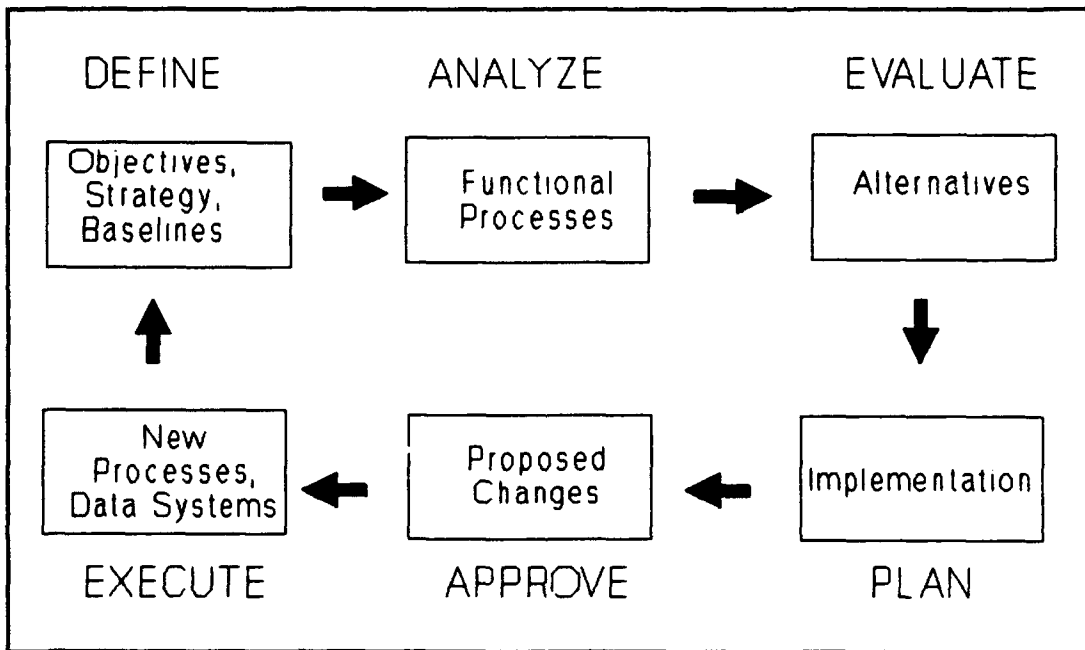 DEFINE
ANALYZE
EVALUATE
Objectives,
Strategy,
Baselines
Functional
Processes
Alternatives
New
Processes,
Data Systems
Proposed
Changes
Implementation
EXECUTE
APPROVE
PLAN